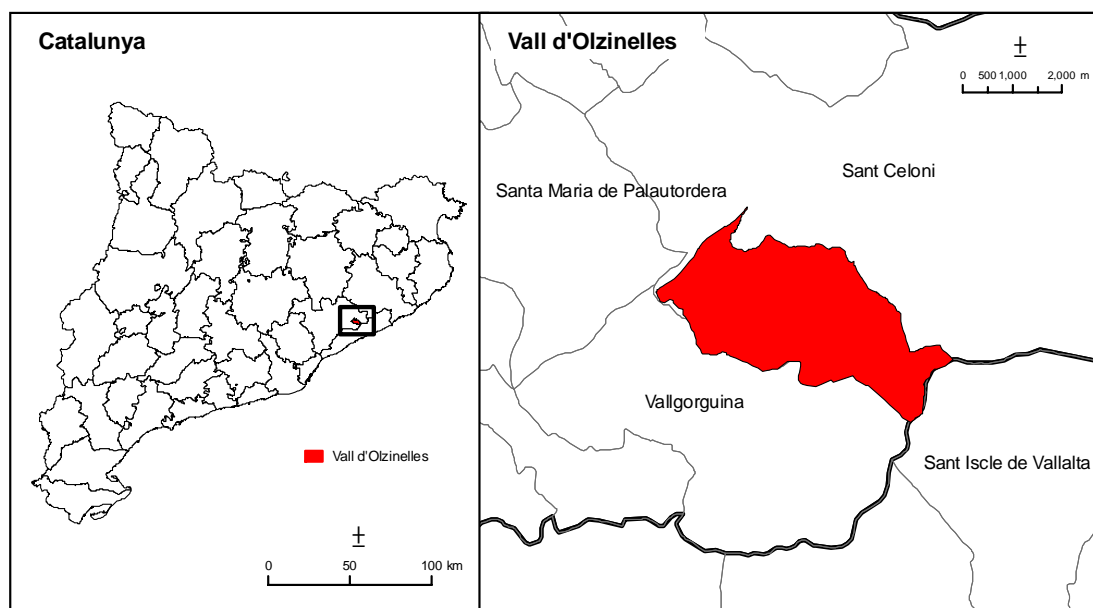 Catalunya
Vall d'Olzinelles
0 50 100 km
Vall d'Olzinelles
0 500 1,000 2,000 m
Sant Celoni
Santa Maria de Palautordera
Vallgorguina
Sant Iscle de Vallalta